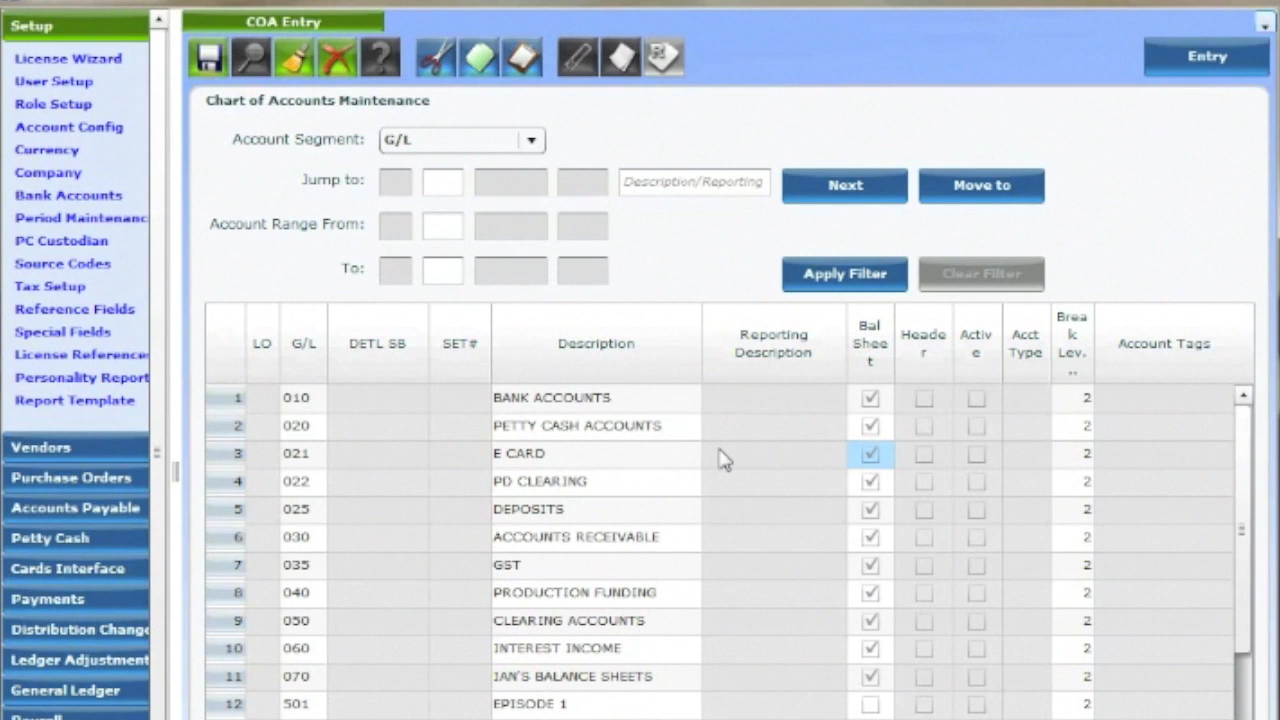 Setup
License Wizard
User Setup
Role Setup
Account Config
Currency
Company
Bank Accounts
Period Maintenanc
PC Custodian
Source Codes
Tax Setup
Reference Fields
Special Fields
License Reference
Personality Report
Report Template
Vendors
Purchase Orders
Accounts Payable
Petty Cash
Cards Interface
Payments
Distribution Change
Ledger Adjustment
General Ledger
COA Entry
Entry
Chart of Accounts Maintenance
Account Segment: G/L
Jump to: Description/Reporting Next Move to
Account Range From:
To: Apply Filter Clear Filter
LO G/L DETL SB SET# Description Reporting Description Bal Shee t Heade r Activ e Acct Type Brea k Lev. ..  Account Tags
1 010 BANK ACCOUNTS 2
2 020 PETTY CASH ACCOUNTS 2
3 021 E CARD 2
4 022 PD CLEARING 2
5 025 DEPOSITS 2
6 030 ACCOUNTS RECEIVABLE 2
7 035 GST 2
8 040 PRODUCTION FUNDING 2
9 050 CLEARING ACCOUNTS 2
10 060 INTEREST INCOME 2
11 070 IAN'S BALANCE SHEETS 2
12 501 EPISODE 1 2